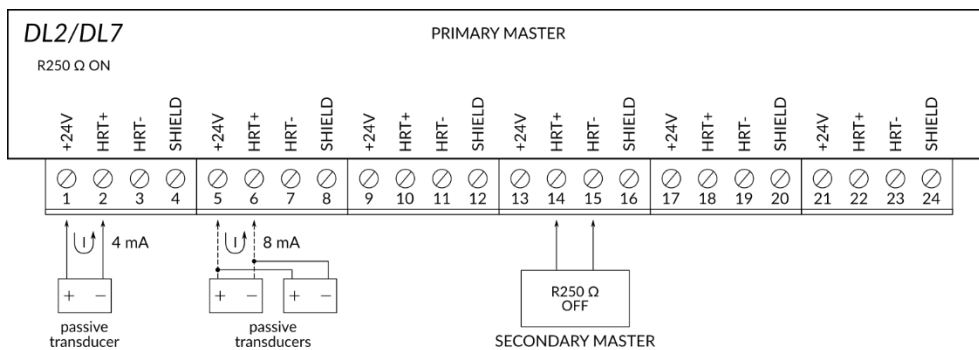 DL2/DL7
PRIMARY MASTER
R250 Ω ON
+24V HRT+ HRT- SHIELD +24V HRT+ HRT- SHIELD +24V HRT+ HRT- SHIELD +24V HRT+ HRT- SHIELD +24V HRT+ HRT- SHIELD +24V HRT+ HRT- SHIELD
1 2 3 4 5 6 7 8 9 10 11 12 13 14 15 16 17 18 19 20 21 22 23 24
I 4 mA I 8 mA
+ − + − + −
R250 Ω
OFF
passive
transducer
passive
transducers
SECONDARY MASTER